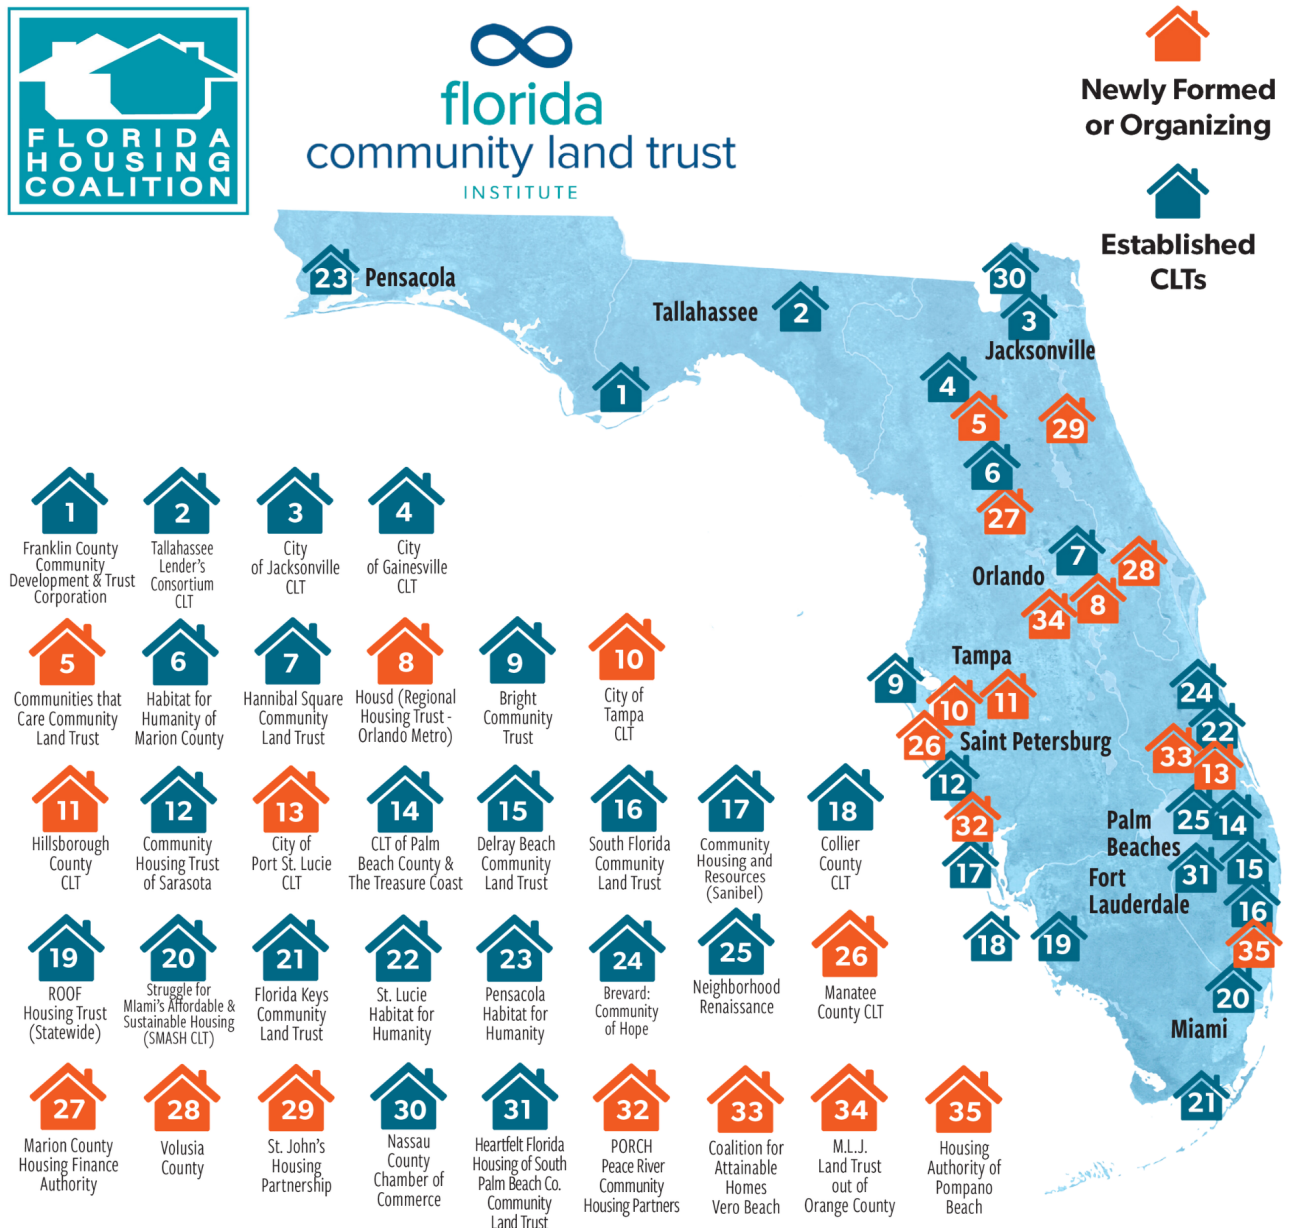 FLORIDA
HOUSING
COALITION
florida
community land trust
INSTITUTE
Newly Formed
or Organizing
Established
CLTs
23
Pensacola
Tallahassee
2
30
3
Jacksonville
1
4
5
29
6
27
7
Orlando
28
8
34
Tampa
9
10
11
24
22
26
Saint Petersburg
33
13
12
32
Palm
Beaches
25
14
17
Fort
Lauderdale
31
15
16
18
19
35
20
Miami
21
1
Franklin County
Community
Development & Trust
Corporation
2
Tallahassee
Lender's
Consortium
CLT
3
City
of Jacksonville
CLT
4
City
of Gainesville
CLT
5
Communities that
Care Community
Land Trust
6
Habitat for
Humanity of
Marion County
7
Hannibal Square
Community
Land Trust
8
Housd (Regional
Housing Trust -
Orlando Metro)
9
Bright
Community
Trust
10
City of
Tampa
CLT
11
Hillsborough
County
CLT
12
Community
Housing Trust
of Sarasota
13
City of
Port St. Lucie
CLT
14
CLT of Palm
Beach County &
The Treasure Coast
15
Delray Beach
Community
Land Trust
16
South Florida
Community
Land Trust
17
Community
Housing and
Resources
(Sanibel)
18
Collier
County
CLT
19
ROOF
Housing Trust
(Statewide)
20
Struggle for
MIami's Affordable &
Sustainable Housing
(SMASH CLT)
21
Florida Keys
Community
Land Trust
22
St. Lucie
Habitat for
Humanity
23
Pensacola
Habitat for
Humanity
24
Brevard:
Community
of Hope
25
Neighborhood
Renaissance
26
Manatee
County CLT
27
Marion County
Housing Finance
Authority
28
Volusia
County
29
St. John's
Housing
Partnership
30
Nassau
County
Chamber of
Commerce
31
Heartfelt Florida
Housing of South
Palm Beach Co.
Community
Land Trust
32
PORCH
Peace River
Community
Housing Partners
33
Coalition for
Attainable
Homes
Vero Beach
34
M.L.J.
Land Trust
out of
Orange County
35
Housing
Authority of
Pompano
Beach